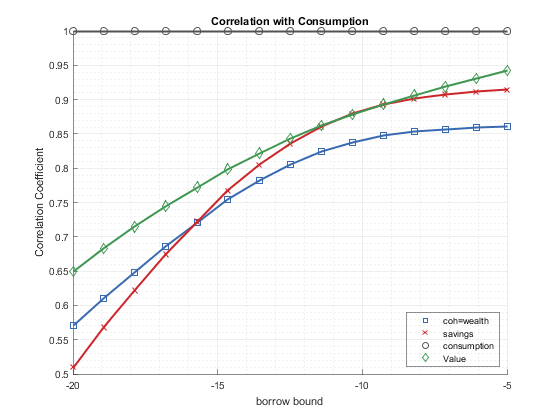 Correlation with Consumption
1
0.95
0.9
0.85
0.8
0.75
0.7
0.65
0.6
0.55
0.5
Correlation Coefficient
-20
-15
-10
-5
borrow bound
coh=wealth
savings
consumption
Value